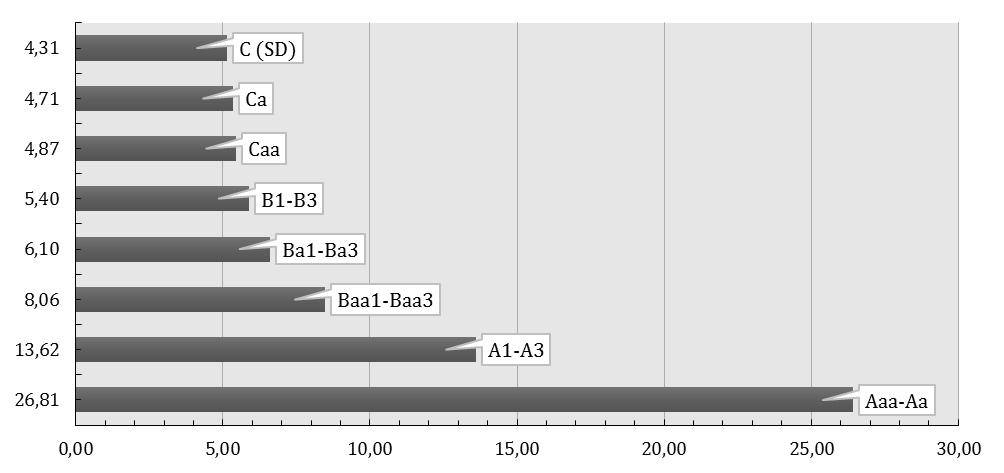 4,31 C (SD)
4,71 Ca
4,87 Caa
5,40 B1-B3
6,10 Ba1-Ba3
8,06 Baa1-Baa3
13,62 A1-A3
26,81 Aaa-Aa
0,00 5,00 10,00 15,00 20,00 25,00 30,00